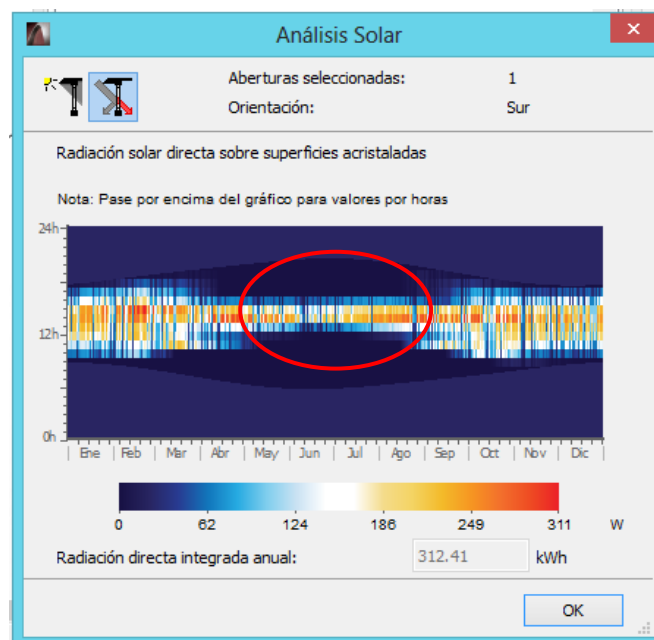 Análisis Solar
Aberturas seleccionadas: 1
Orientación: Sur
Radiación solar directa sobre superficies acristaladas
Nota: Pase por encima del gráfico para valores por horas
24h
12h
0h
| Ene | Feb | Mar | Abr | May | Jun | Jul | Ago | Sep | Oct | Nov | Dic |
0 62 124 186 249 311 W
Radiación directa integrada anual: 312.41 kWh
OK